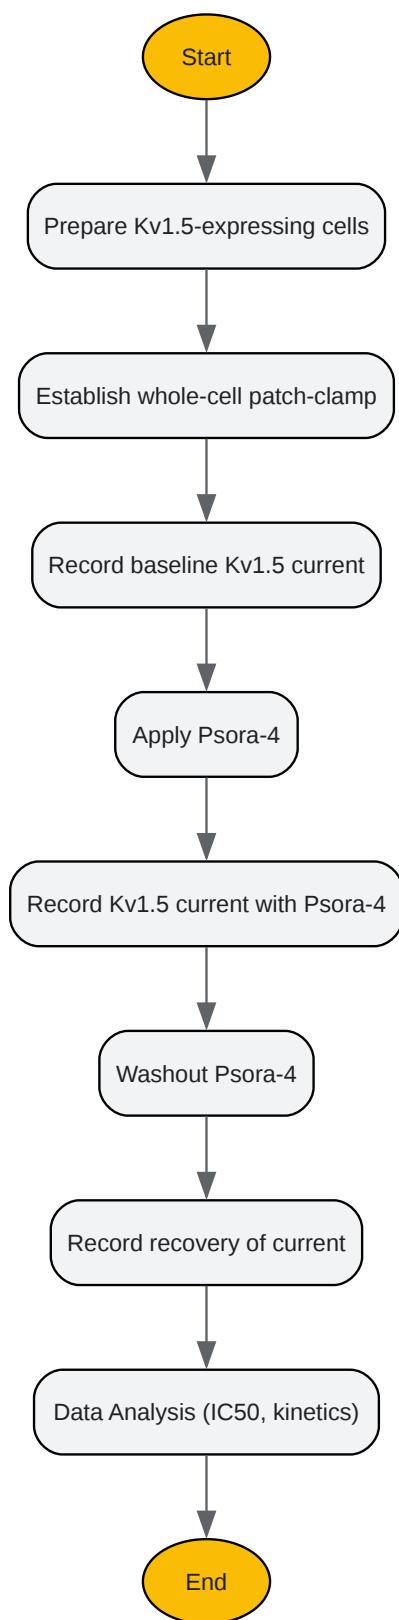 Start
Prepare Kv1.5-expressing cells
Establish whole-cell patch-clamp
Record baseline Kv1.5 current
Apply Psora-4
Record Kv1.5 current with Psora-4
Washout Psora-4
Record recovery of current
Data Analysis (IC50, kinetics)
End